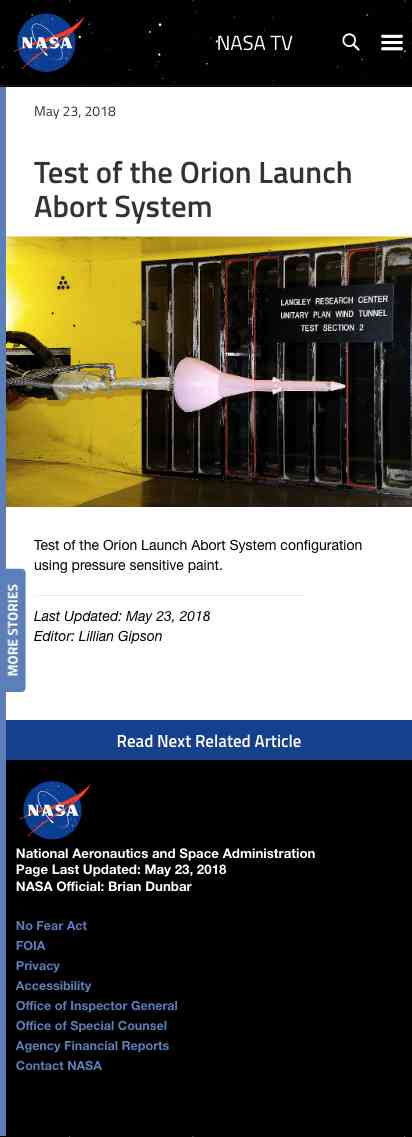 NASA
NASA TV
May 23, 2018
Test of the Orion Launch
Abort System
LANGLEY RESEARCH CENTER
UNITARY PLAN WIND TUNNEL
TEST SECTION 2
Test of the Orion Launch Abort System configuration
using pressure sensitive paint.
MORE STORIES
Last Updated: May 23, 2018
Editor: Lillian Gipson
Read Next Related Article
NASA
National Aeronautics and Space Administration
Page Last Updated: May 23, 2018
NASA Official: Brian Dunbar
No Fear Act
FOIA
Privacy
Accessibility
Office of Inspector General
Office of Special Counsel
Agency Financial Reports
Contact NASA